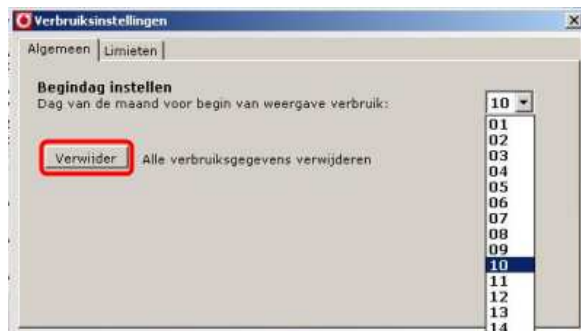 Verbruiksinstellingen
Algemeen
Limieten
Begindag instellen
Dag van de maand voor begin van weergave verbruik:
10
01
02
03
04
05
06
07
08
09
10
11
12
13
14
Verwijder
Alle verbruiksgegevens verwijderen